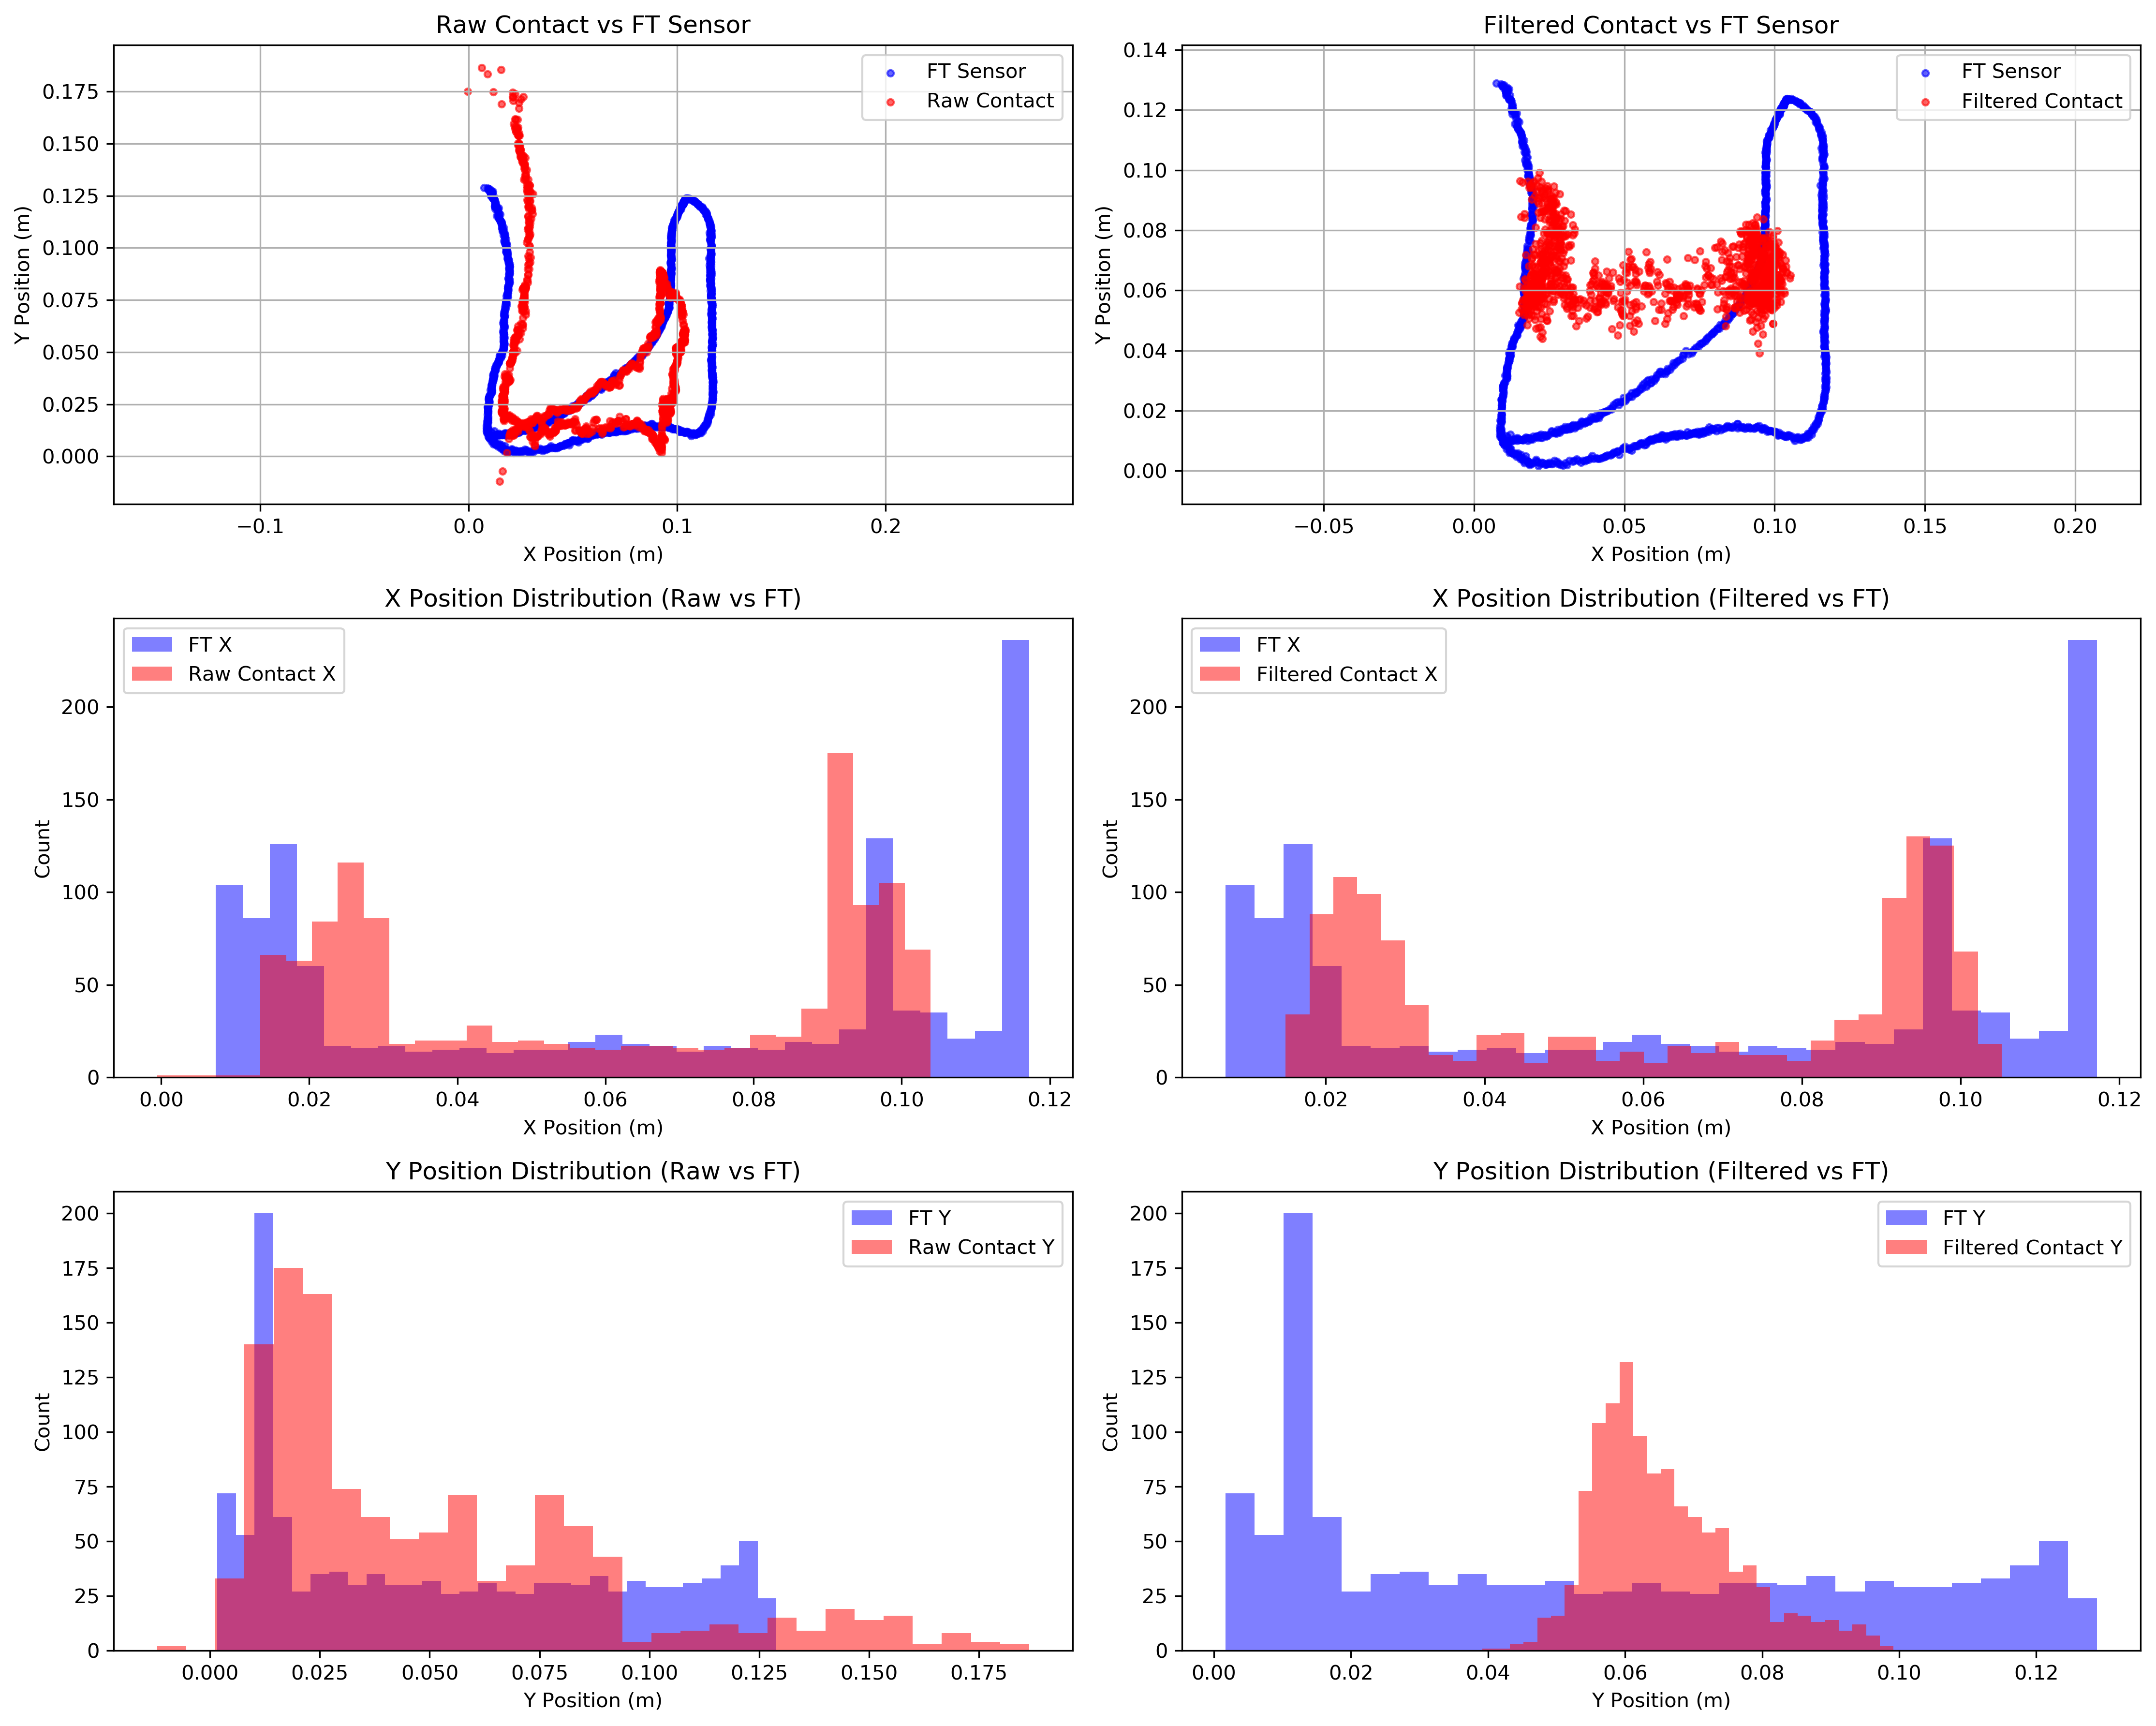 Raw Contact vs FT Sensor
FT Sensor
Raw Contact
0.175
0.150
0.125
0.100
0.075
0.050
0.025
0.000
Y Position (m)
−0.1
0.0
0.1
0.2
X Position (m)
Filtered Contact vs FT Sensor
FT Sensor
Filtered Contact
0.14
0.12
0.10
0.08
0.06
0.04
0.02
0.00
Y Position (m)
−0.05
0.00
0.05
0.10
0.15
0.20
X Position (m)
X Position Distribution (Raw vs FT)
FT X
Raw Contact X
200
150
100
50
0
Count
0.00
0.02
0.04
0.06
0.08
0.10
0.12
X Position (m)
X Position Distribution (Filtered vs FT)
FT X
Filtered Contact X
200
150
100
50
0
Count
0.02
0.04
0.06
0.08
0.10
0.12
X Position (m)
Y Position Distribution (Raw vs FT)
FT Y
Raw Contact Y
200
175
150
125
100
75
50
25
0
Count
0.000
0.025
0.050
0.075
0.100
0.125
0.150
0.175
Y Position (m)
Y Position Distribution (Filtered vs FT)
FT Y
Filtered Contact Y
200
175
150
125
100
75
50
25
0
Count
0.00
0.02
0.04
0.06
0.08
0.10
0.12
Y Position (m)